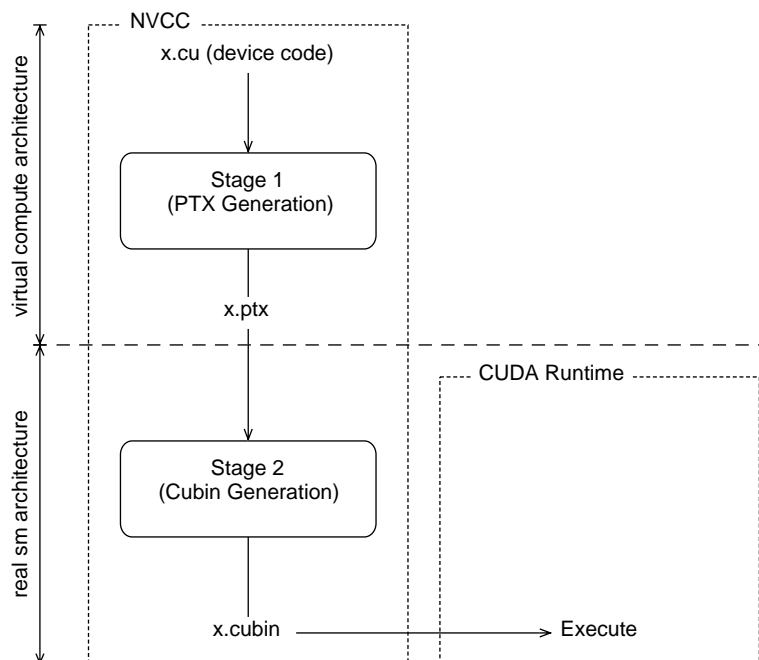 NVCC
x.cu (device code)
virtual compute architecture
Stage 1
(PTX Generation)
x.ptx
CUDA Runtime
real sm architecture
Stage 2
(Cubin Generation)
x.cubin
Execute